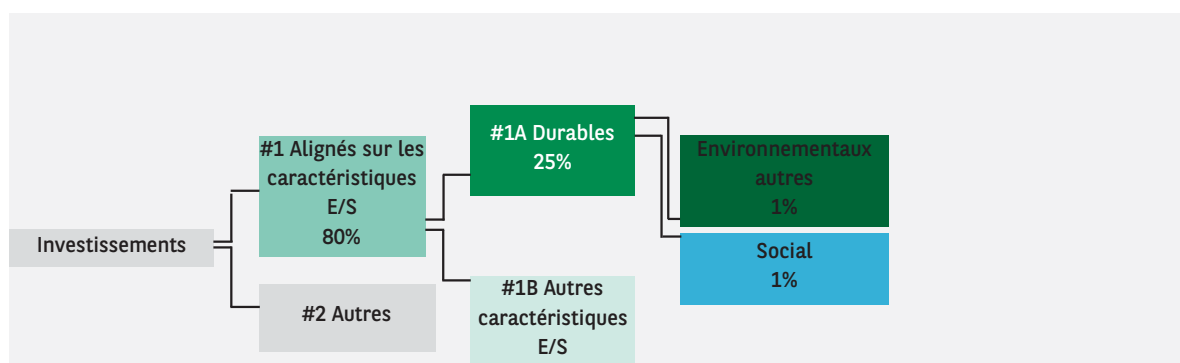 Investissements
#1 Alignés sur les
caractéristiques
E/S
80%
#2 Autres
#1A Durables
25%
#1B Autres
caractéristiques
E/S
Environnementaux
autres
1%
Social
1%